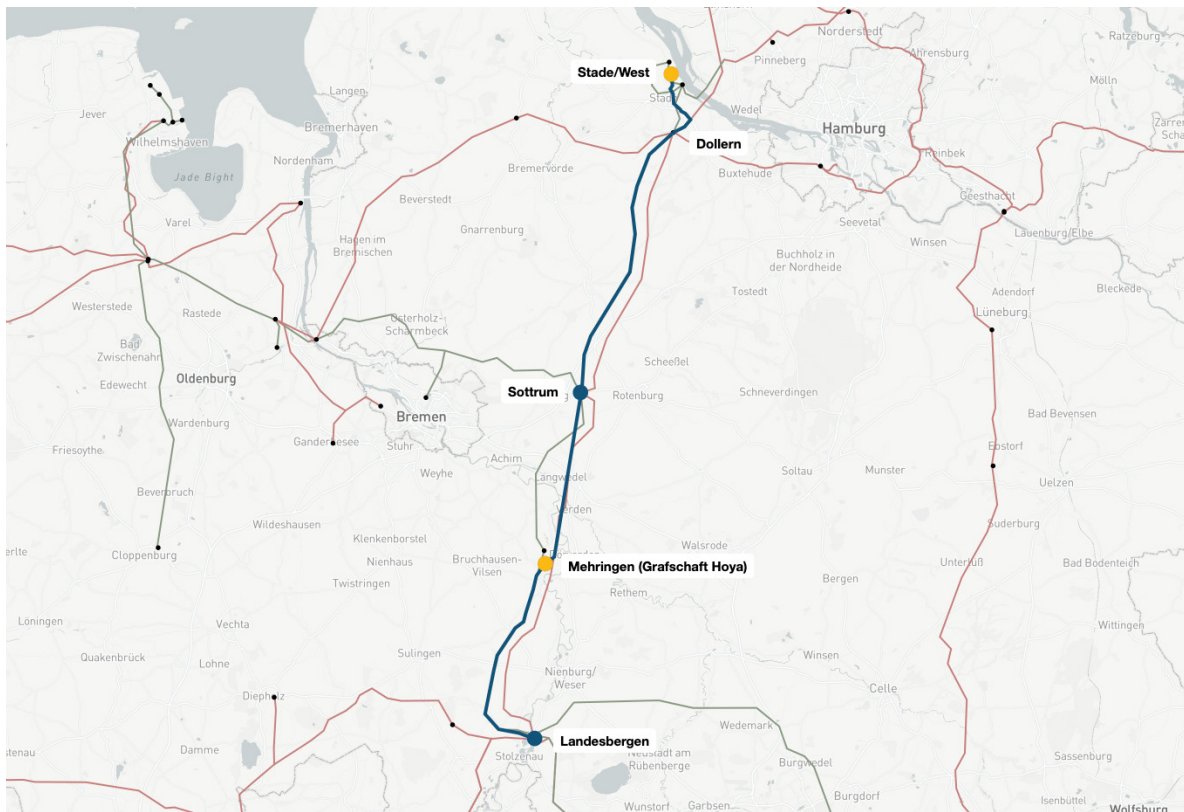 Norderstedt
Ahrensburg
Ratzeburg
Pinneberg
Stade/West
Mölln
Langen
Jever
Wedel
Bremerhaven
Wilhelmshaven
Hamburg
Dollern
Reinbek
Nordenham
Jade Bight
Bremervörde
Buxtehude
Geesthacht
Beverstedt
Varel
Seevetal
Lauenburg/Elbe
Gnarrenburg
Winsen
Hagen im
Bremischen
Buchholz in
der Nordheide
Bleckede
Adendorf
Tostedt
Westerstede
Rastede
Lüneburg
Osterholz-
Scharmbeck
Bad
Zwischenahn
Scheeßel
Oldenburg
Edewecht
Sottrum
Rotenburg
Schneverdingen
Bremen
Bad Bevensen
Wardenburg
Ganderkesee
Stuhr
Ebstorf
Friesoythe
Achim
Weyhe
Langwedel
Soltau
Munster
Uelzen
Beverbruch
Verden
Wildeshausen
Suderburg
Klenkenborstel
Walsrode
Cloppenburg
Nienhaus
Bruchhausen-
Vilsen
Mehringen (Grafschaft Hoya)
Unterlüß
Bad Bodenteich
Twistringen
Bergen
Rethem
Löningen
Vechta
Wittingen
Sulingen
Quakenbrück
Lohne
Winsen
Nienburg/
Weser
Celle
Diepholz
Wedemark
Landesbergen
Damme
Stolzenau
Neustadt am
Rübenberge
Burgwedel
Sassenburg
Wunstorf
Garbsen
Burgdorf
Isenbüttel
Wolfsburg